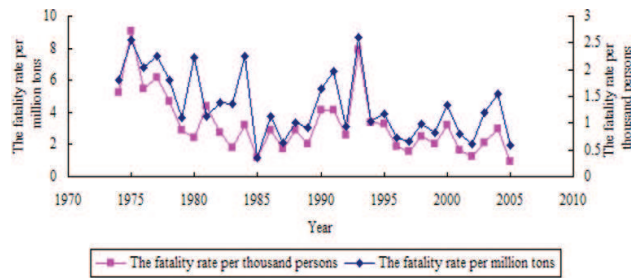 The fatality rate per
million tons
10
8
6
4
2
0
1970 1975 1980 1985 1990 1995 2000 2005 2010
Year
3
2.5
2
1.5
1
0.5
0
The fatality rate per
thousand persons
The fatality rate per thousand persons The fatality rate per million tons